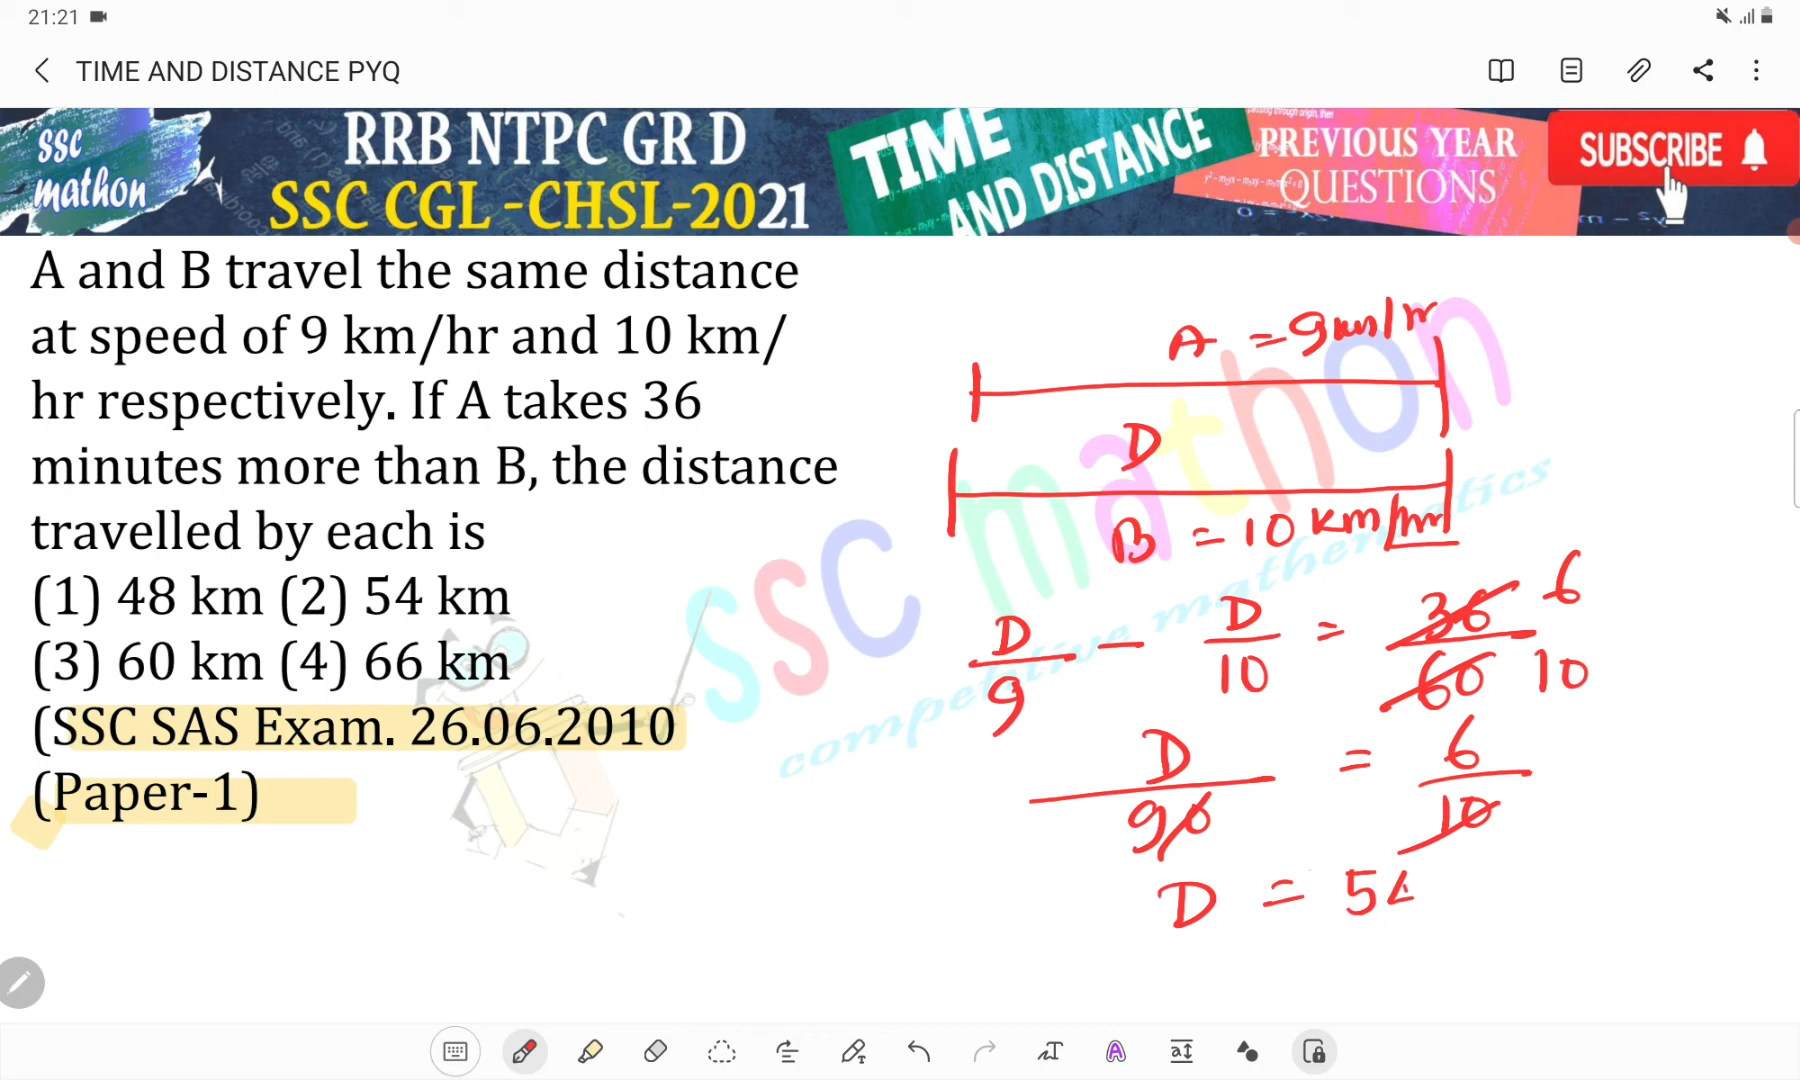 21:21
TIME AND DISTANCE PYQ
SSC mathon
RRB NTPC GR D
SSC CGL -CHSL-2021
TIME AND DISTANCE
PREVIOUS YEAR
QUESTIONS
SUBSCRIBE
A and B travel the same distance
at speed of 9 km/hr and 10 km/
hr respectively. If A takes 36
minutes more than B, the distance
travelled by each is
(1) 48 km (2) 54 km
(3) 60 km (4) 66 km
(SSC SAS Exam. 26.06.2010
(Paper-1)
A = 9km/hr
D
B = 10 km/hr
D/9 - D/10 = 36/60 6/10
D/90 = 6/10
D = 54
ssc mathon
competitive mathematics